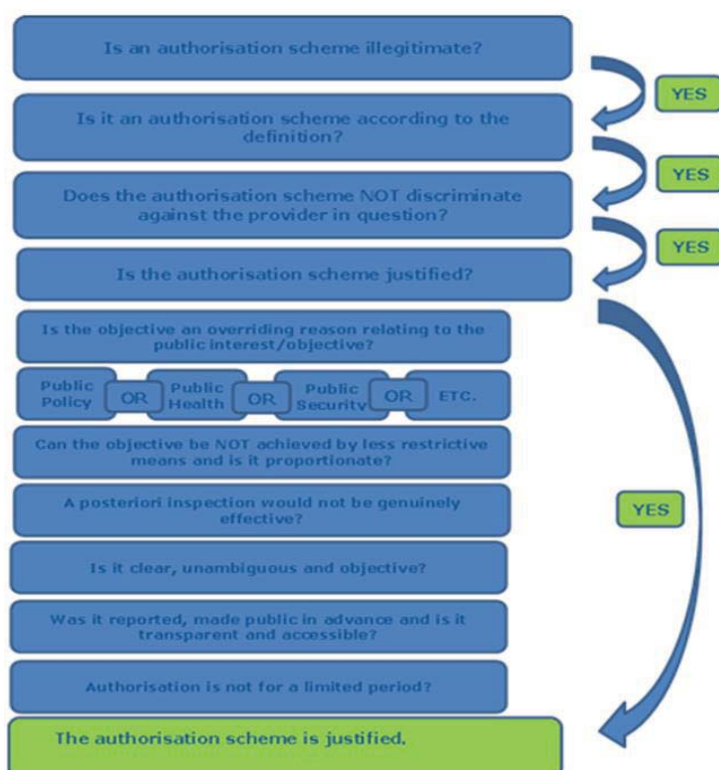 Is an authorisation scheme illegitimate?
YES
Is it an authorisation scheme according to the
definition?
YES
Does the authorisation scheme NOT discriminate
against the provider in question?
YES
Is the authorisation scheme justified?
Is the objective an overriding reason relating to the
public interest/objective?
Public
Policy
OR
Public
Health
OR
Public
Security
OR
ETC.
Can the objective be NOT achieved by less restrictive
means and is it proportionate?
A posteriori inspection would not be genuinely
effective?
YES
Is it clear, unambiguous and objective?
Was it reported, made public in advance and is it
transparent and accessible?
Authorisation is not for a limited period?
The authorisation scheme is justified.